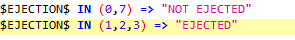 $EJECTION$ IN (0,7) => "NOT EJECTED"
$EJECTION$ IN (1,2,3) => "EJECTED"